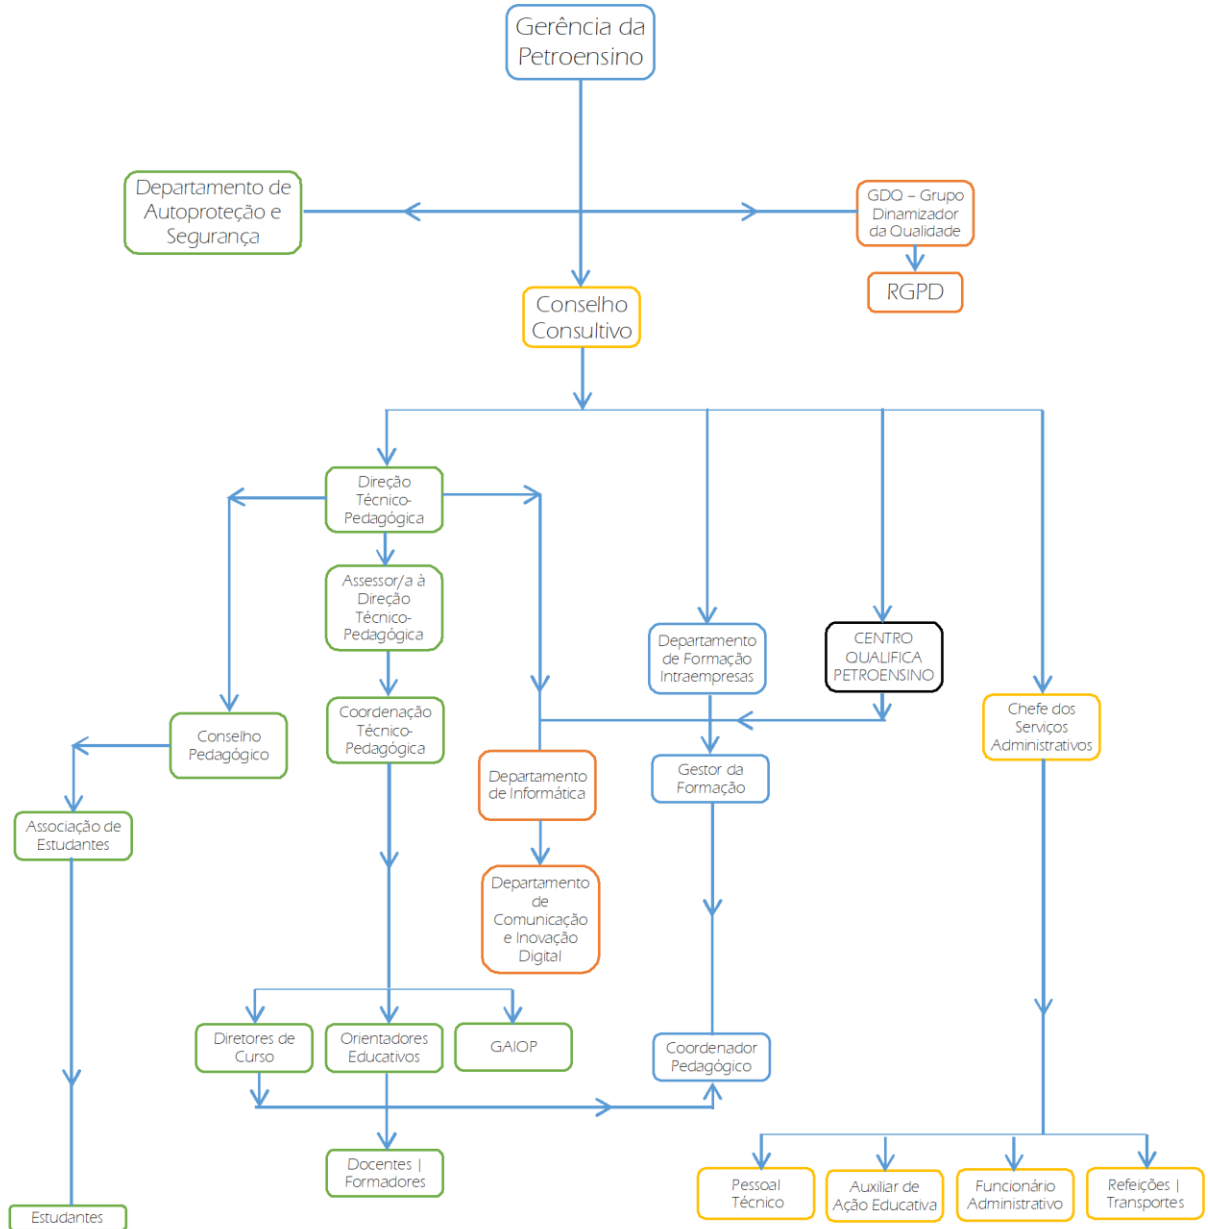 Gerência da
Petroensino
Departamento de
Autoproteção e
Segurança
GDQ – Grupo
Dinamizador
da Qualidade
RGPD
Conselho
Consultivo
Direção
Técnico-
Pedagógica
Assessor/a à
Direção
Técnico-
Pedagógica
Departamento
de Formação
Intraempresas
CENTRO
QUALIFICA
PETROENSINO
Coordenação
Técnico-
Pedagógica
Chefe dos
Serviços
Administrativos
Conselho
Pedagógico
Departamento
de Informática
Gestor da
Formação
Associação de
Estudantes
Departamento
de
Comunicação
e Inovação
Digital
Diretores de
Curso
Orientadores
Educativos
GAIOP
Coordenador
Pedagógico
Docentes |
Formadores
Pessoal
Técnico
Auxiliar de
Ação Educativa
Funcionário
Administrativo
Refeições |
Transportes
Estudantes